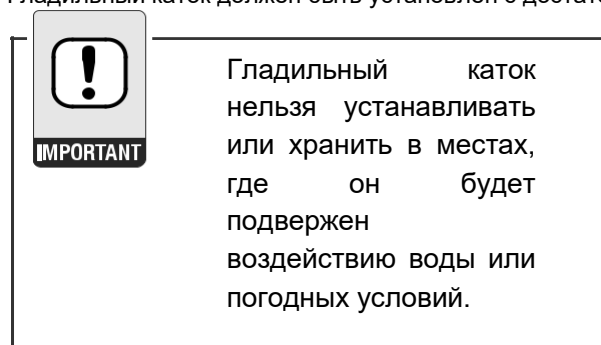 Гладильный каток должен быть установлен с достат
IMPORTANT
Гладильный каток
нельзя устанавливать
или хранить в местах,
где он будет
подвержен
воздействию воды или
погодных условий.